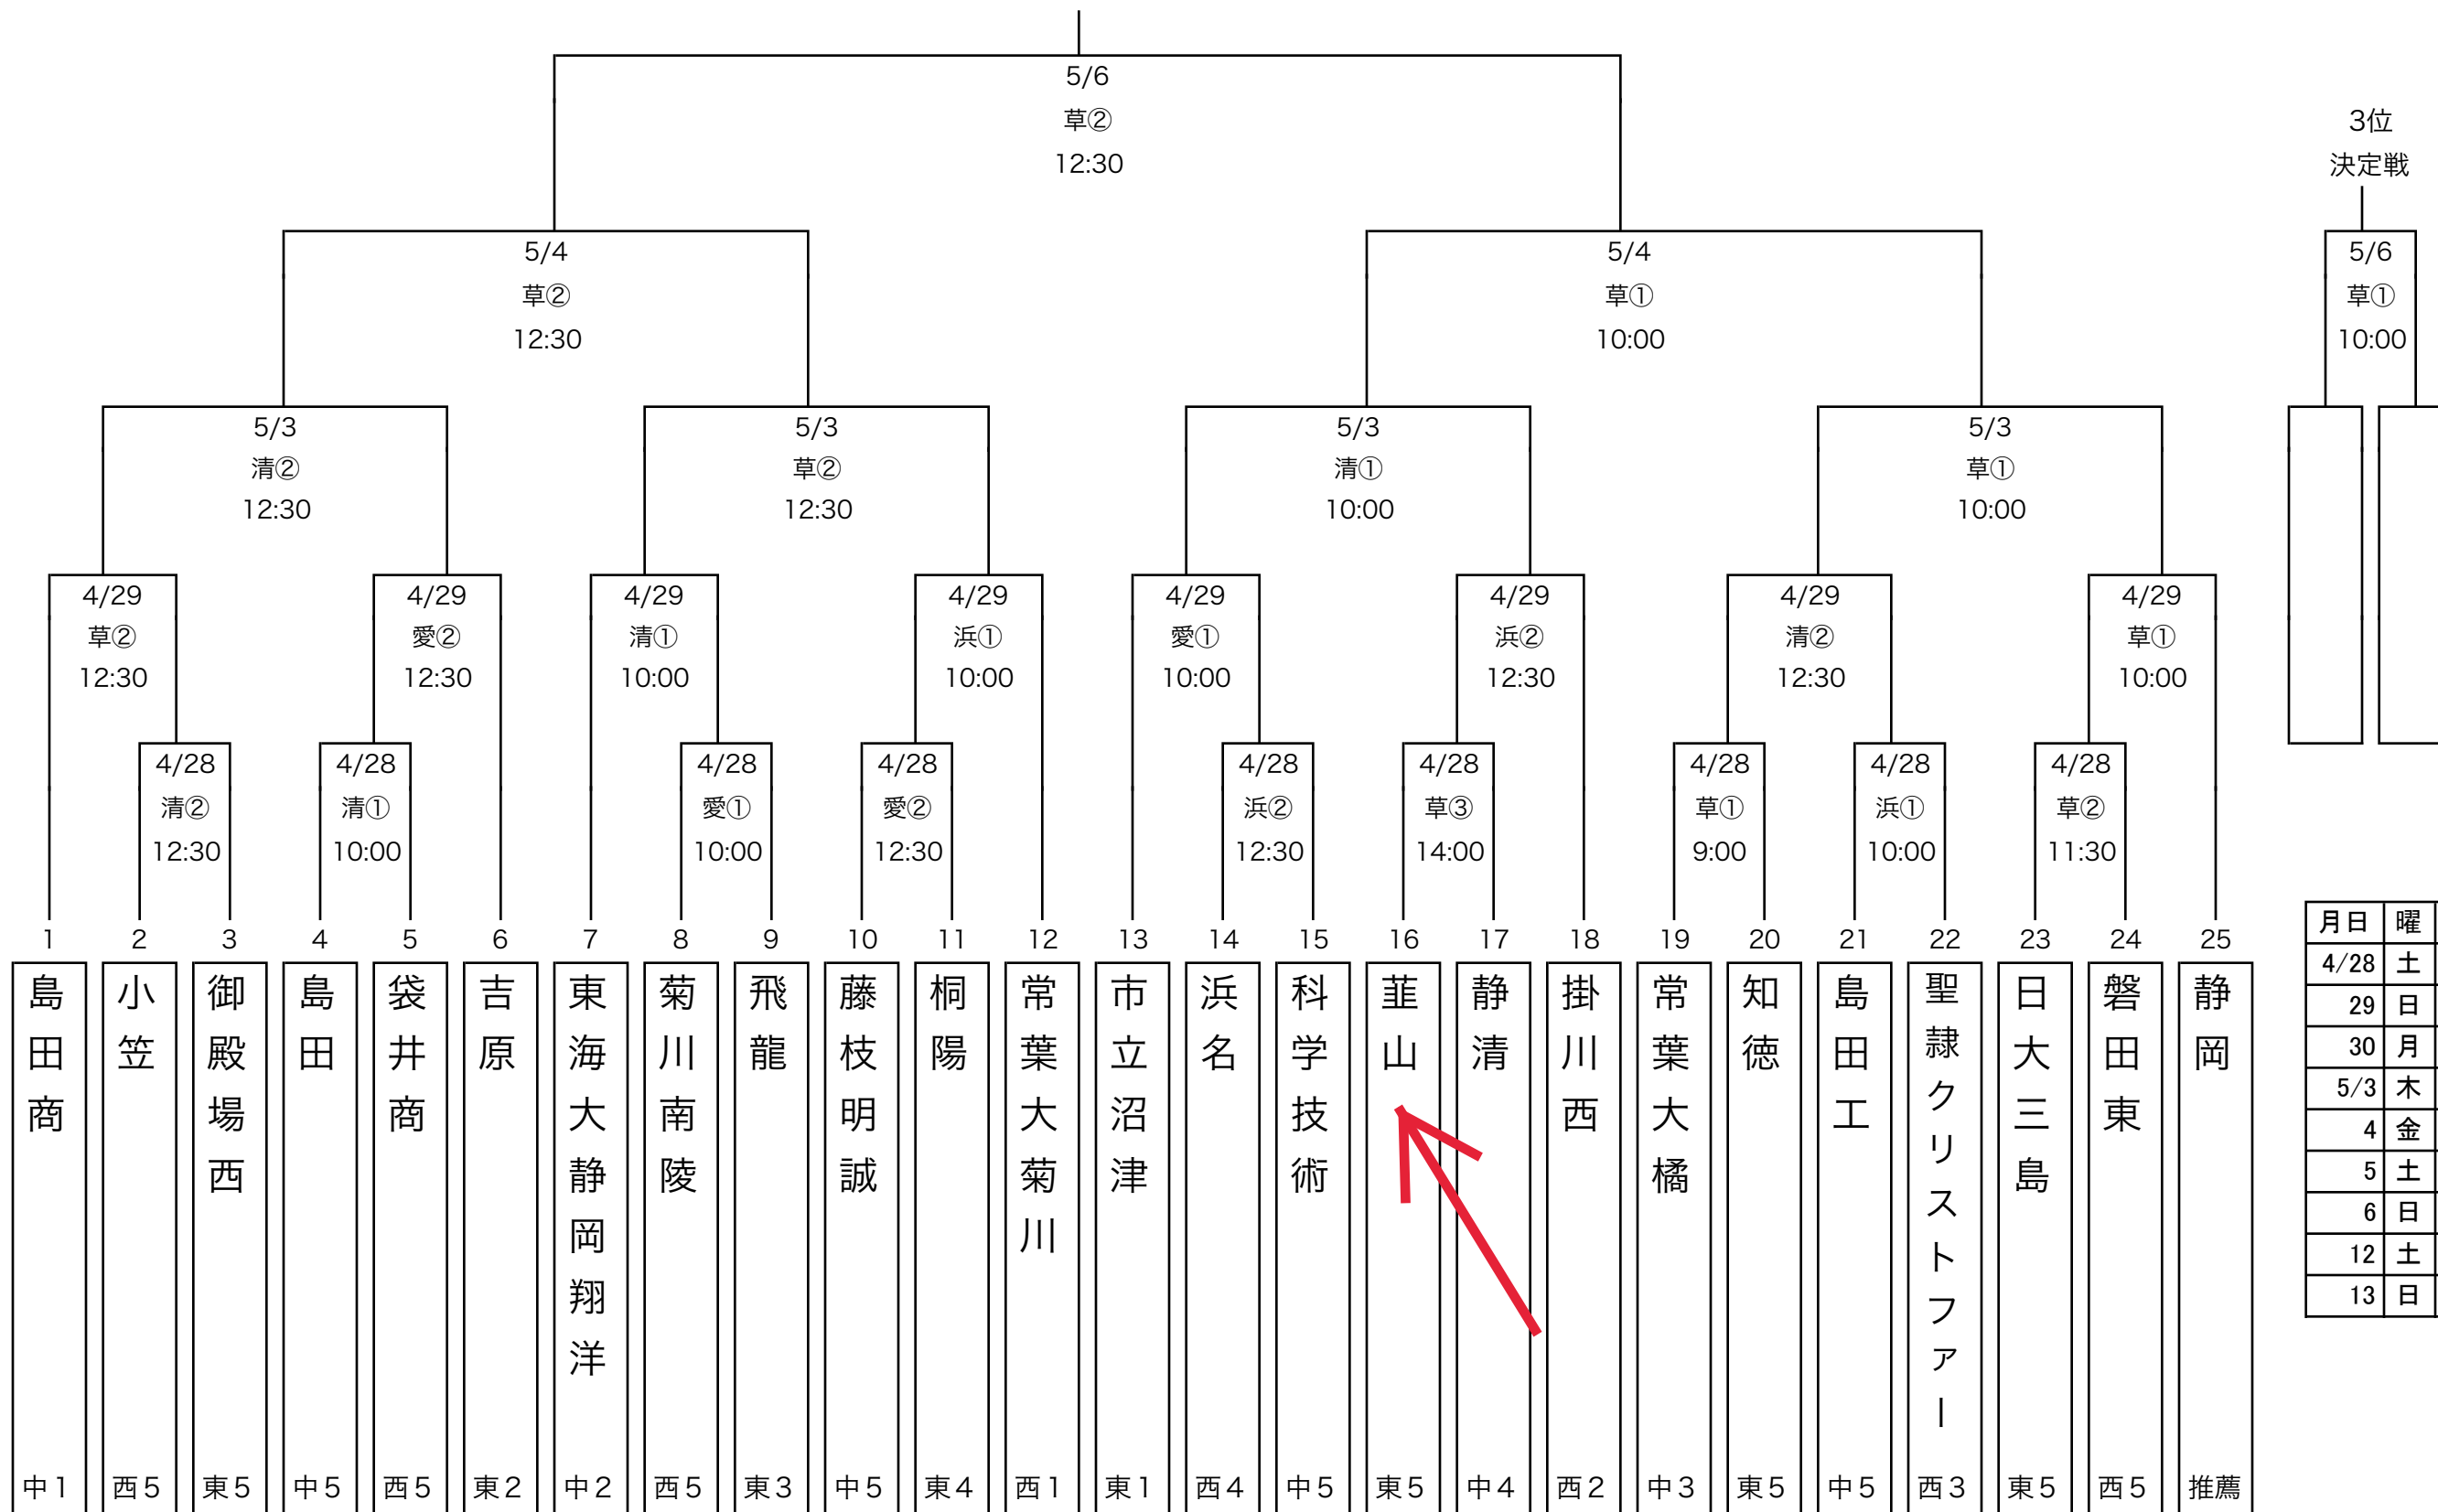 5/6
草②
12:30
3位
決定戦
5/4
草②
12:30
5/4
草①
10:00
5/6
草①
10:00
5/3
清②
12:30
5/3
草②
12:30
5/3
清①
10:00
5/3
草①
10:00
4/29
草②
12:30
4/29
愛②
12:30
4/29
清①
10:00
4/29
浜①
10:00
4/29
愛①
10:00
4/29
浜②
12:30
4/29
清②
12:30
4/29
草①
10:00
4/28
清②
12:30
4/28
清①
10:00
4/28
愛①
10:00
4/28
愛②
12:30
4/28
浜②
12:30
4/28
草③
14:00
4/28
草①
9:00
4/28
浜①
10:00
4/28
草②
11:30
1 2 3 4 5 6 7 8 9 10 11 12 13 14 15 16 17 18 19 20 21 22 23 24 25
島田商
小笠
御殿場西
島田
袋井商
吉原
東海大静岡翔洋
菊川南陵
飛龍
藤枝明誠
桐陽
常葉大菊川
市立沼津
浜名
科学技術
韮山
静清
掛川西
常葉大橘
知徳
島田工
聖隷クリストファー
日大三島
磐田東
静岡
中1 西5 東5 中5 西5 東2 中2 西5 東3 中5 東4 西1 東1 西4 中5 東5 中4 西2 中3 東5 中5 西3 東5 西5 推薦
月日 曜
4/28 土
29 日
30 月
5/3 木
4 金
5 土
6 日
12 土
13 日